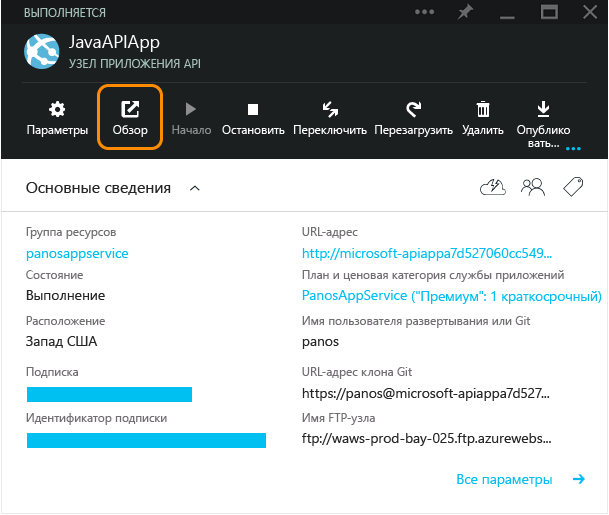 ВЫПОЛНЯЕТСЯ
JavaAPIApp
УЗЕЛ ПРИЛОЖЕНИЯ API
Параметры
Обзор
Начало
Остановить
Переключить
Перезагрузить
Удалить
Опублико
вать...
Основные сведения
Группа ресурсов
panosappservice
Состояние
Выполнение
Расположение
Запад США
Подписка
Идентификатор подписки
URL-адрес
http://microsoft-apiappa7d527060cc549...
План и ценовая категория службы приложений
PanosAppService ("Премиум": 1 краткосрочный)
Имя пользователя развертывания или Git
panos
URL-адрес клона Git
https://panos@microsoft-apiappa7d527...
Имя FTP-узла
ftp://waws-prod-bay-025.ftp.azurewebs...
Все параметры